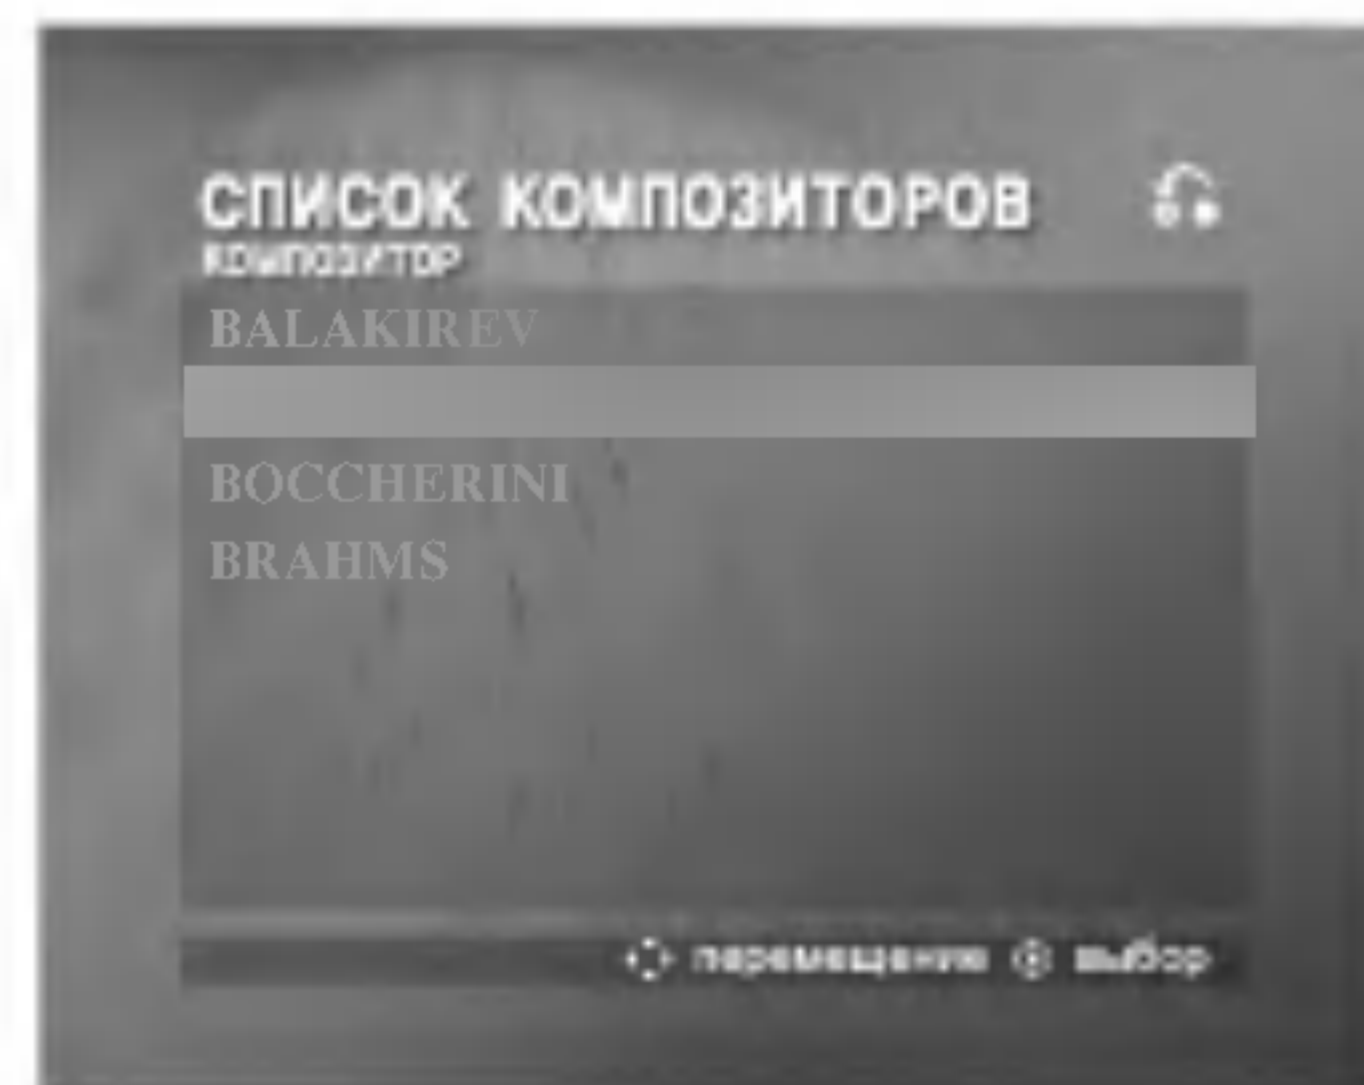 СПИСОК КОМПОЗИТОРОВ
КОМПОЗИТОР
BALAKIREV
BOCCHERINI
BRAHMS
перемещение выбор